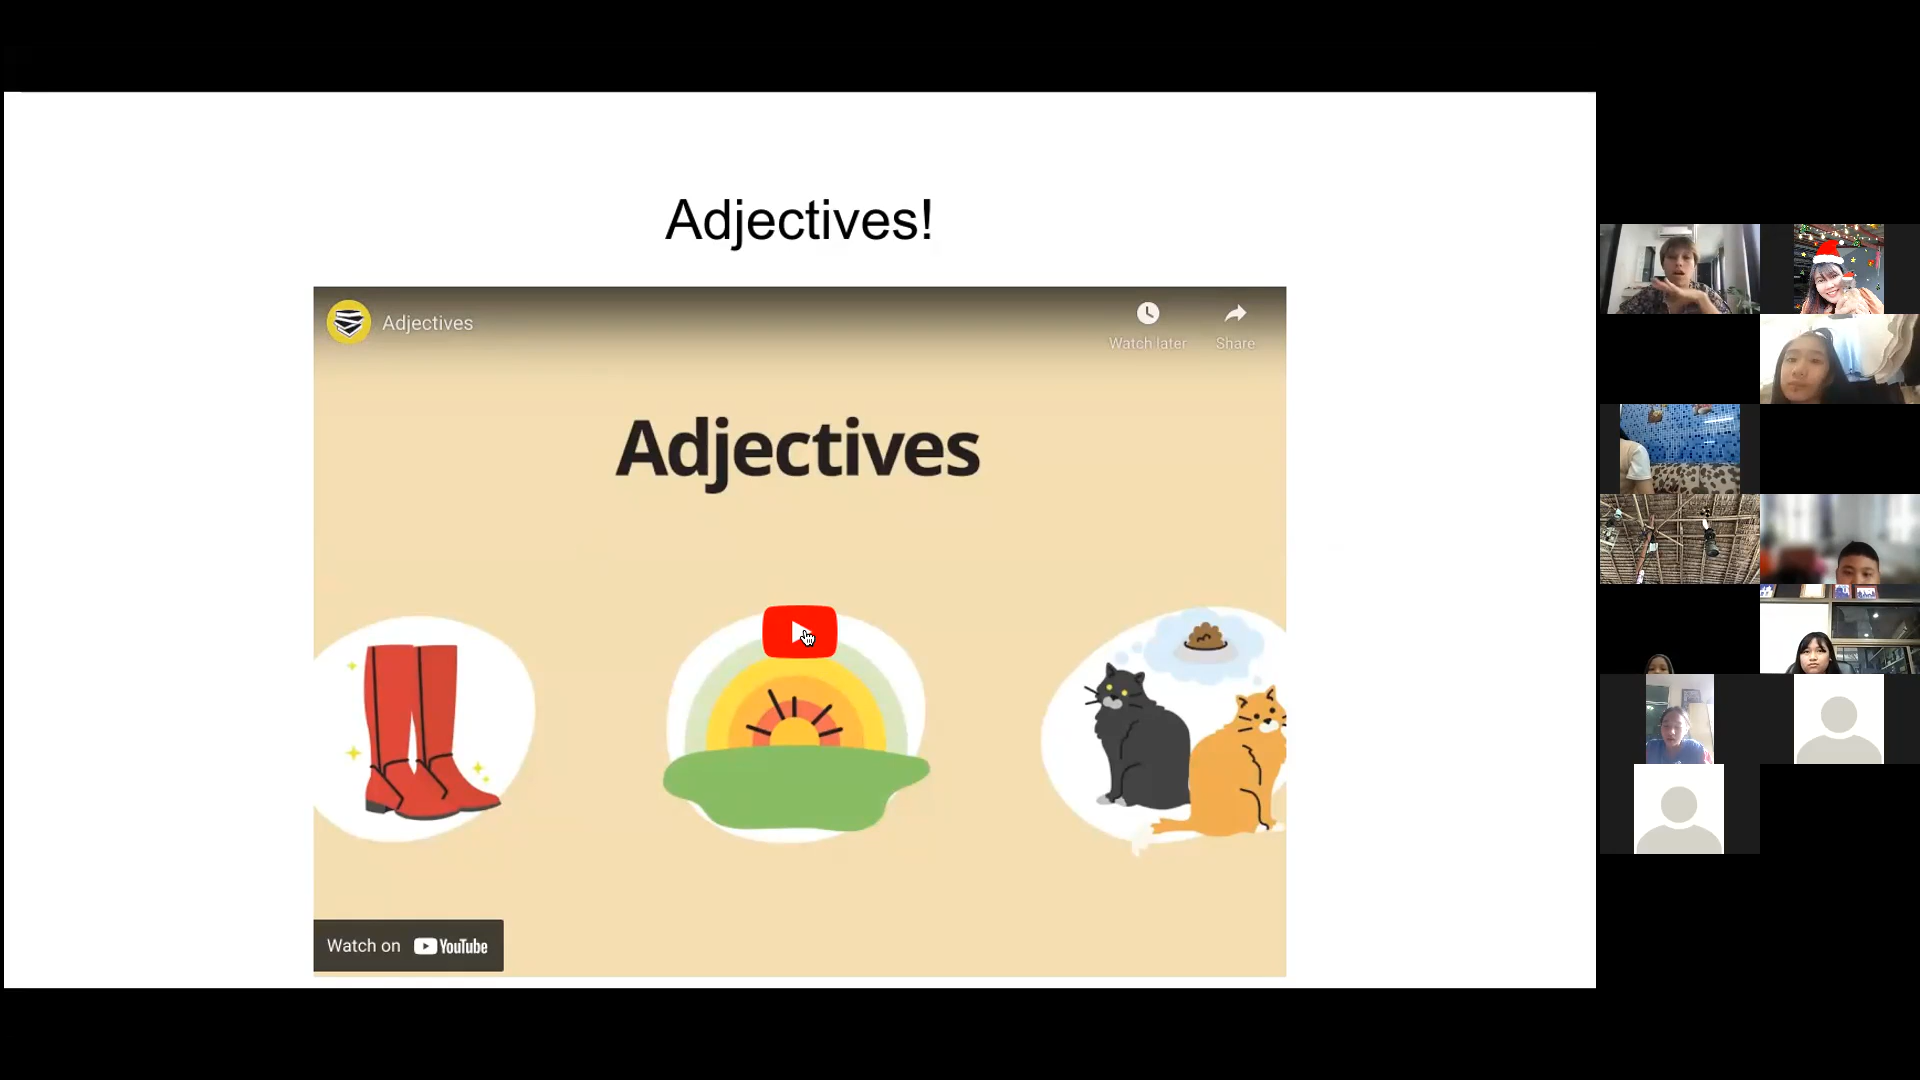 Adjectives!
Adjectives
Watch later
Share
Adjectives
Watch on YouTube